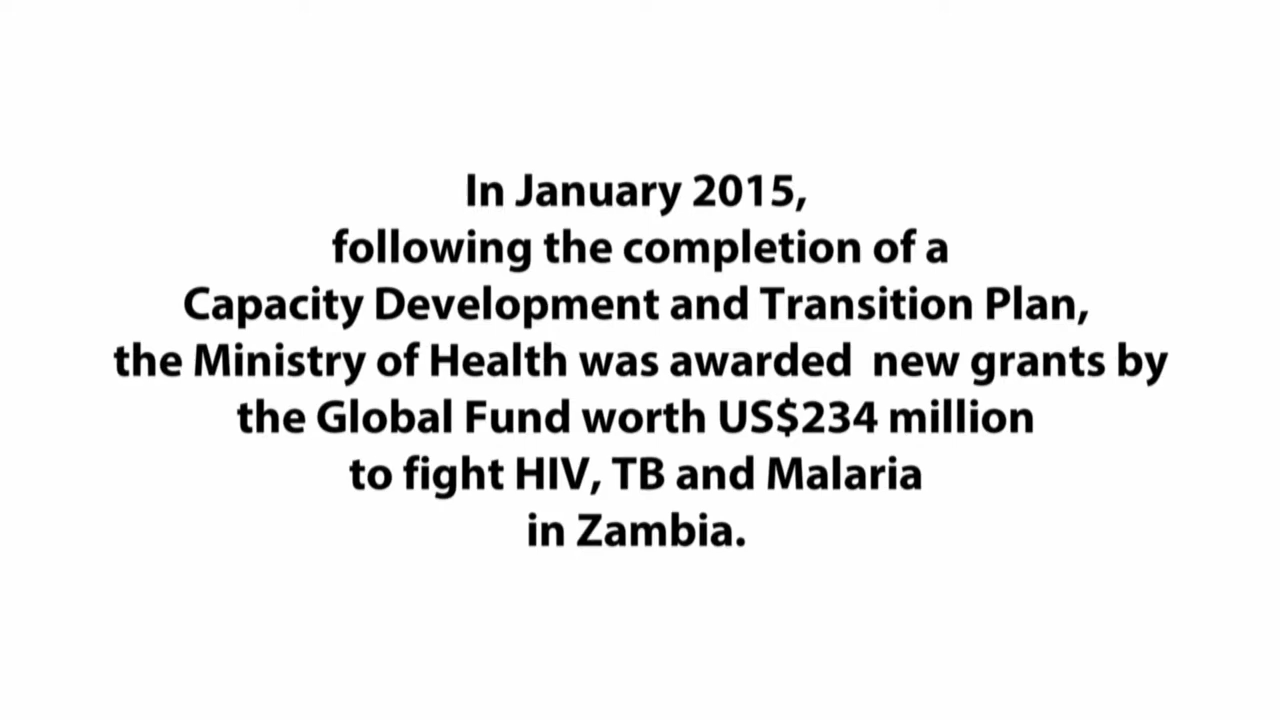 In January 2015,
following the completion of a
Capacity Development and Transition Plan,
the Ministry of Health was awarded  new grants by
the Global Fund worth US$234 million
to fight HIV, TB and Malaria
in Zambia.